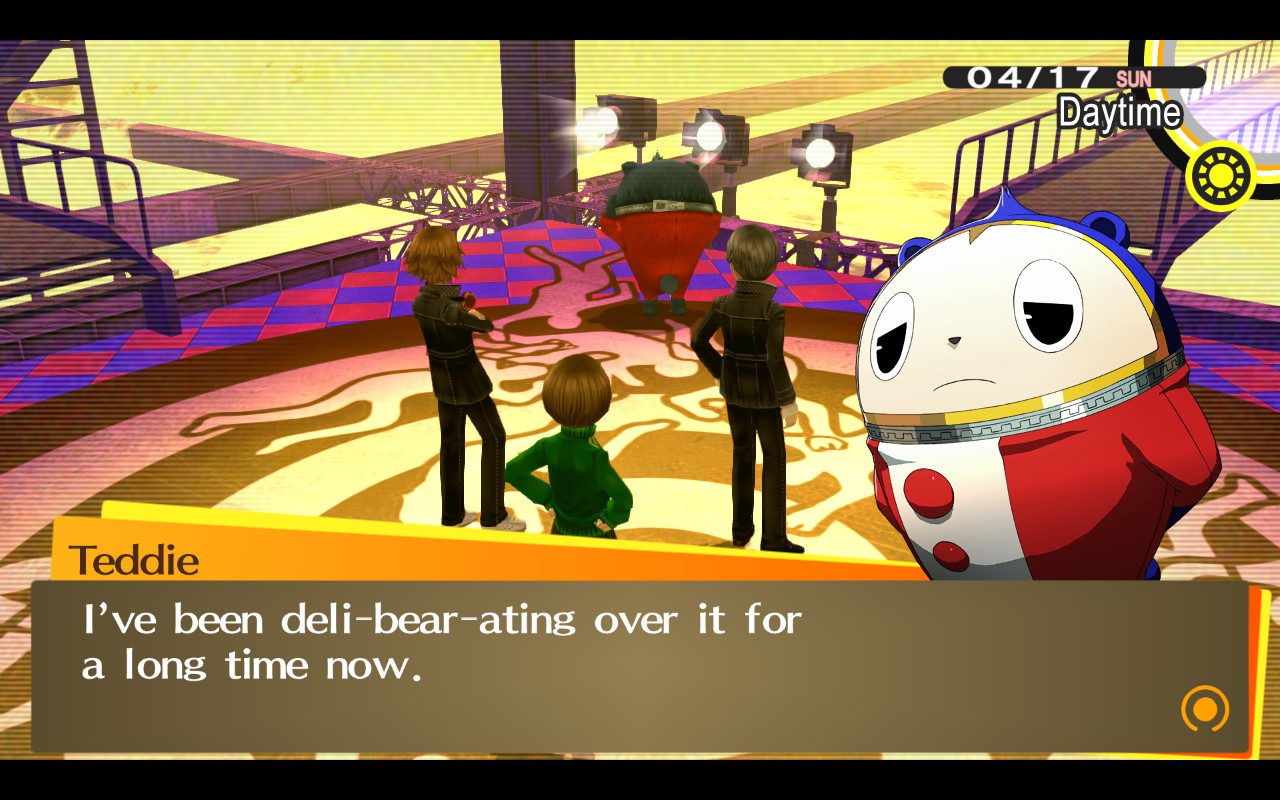 04/17 SUN
Daytime
Teddie
I've been deli-bear-ating over it for
a long time now.